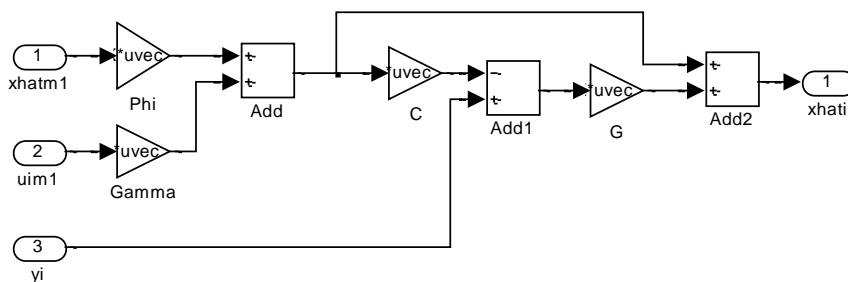 1
xhatm1
*uvec
Phi
+
+
Add
2
uim1
*uvec
Gamma
*uvec
C
−
+
Add1
*uvec
G
+
+
Add2
1
xhati
3
yi